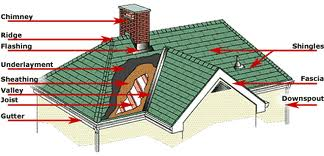 Chimney
Ridge
Flashing
Underlayment
Sheathing
Valley
Joist
Gutter
Shingles
Fascia
Downspout